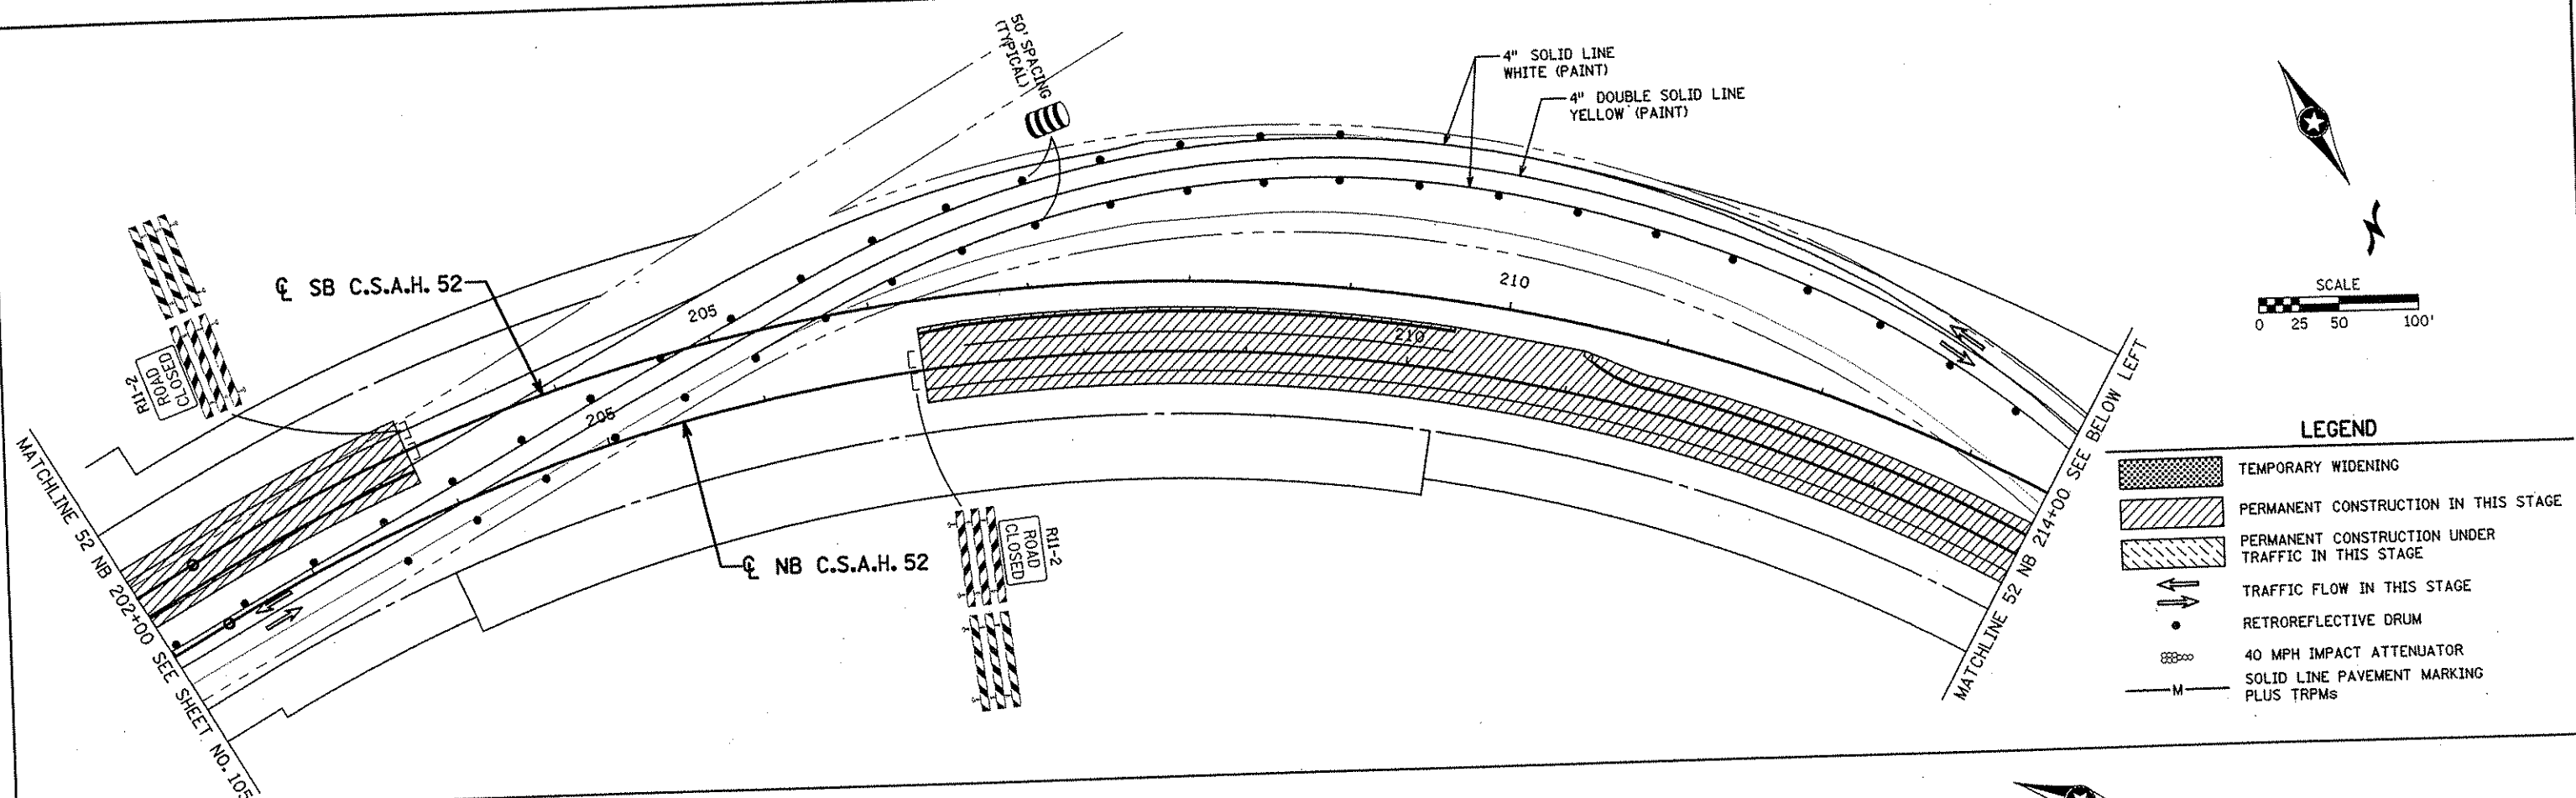 50' SPACING
(TYPICAL)
4" SOLID LINE
WHITE (PAINT)
4" DOUBLE SOLID LINE
YELLOW (PAINT)
SCALE
0 25 50 100'
℄ SB C.S.A.H. 52
205
210
210
205
R11-2
ROAD
CLOSED
MATCHLINE 52 NB 202+00 SEE SHEET NO. 105
℄ NB C.S.A.H. 52
R11-2
ROAD
CLOSED
MATCHLINE 52 NB 214+00 SEE BELOW LEFT
LEGEND
TEMPORARY WIDENING
PERMANENT CONSTRUCTION IN THIS STAGE
PERMANENT CONSTRUCTION UNDER
TRAFFIC IN THIS STAGE
TRAFFIC FLOW IN THIS STAGE
RETROREFLECTIVE DRUM
40 MPH IMPACT ATTENUATOR
M
SOLID LINE PAVEMENT MARKING
PLUS TRPMs